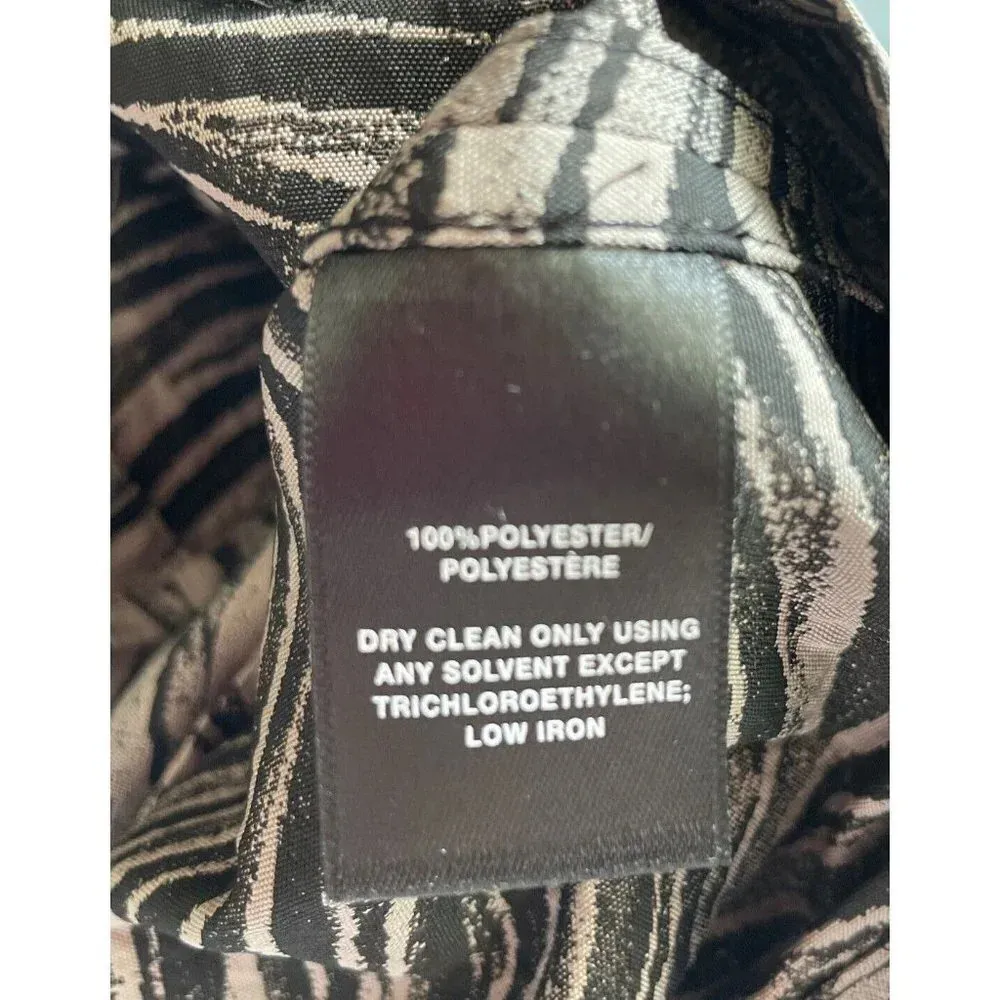 100%POLYESTER/
POLYESTÈRE
DRY CLEAN ONLY USING
ANY SOLVENT EXCEPT
TRICHLOROETHYLENE;
LOW IRON